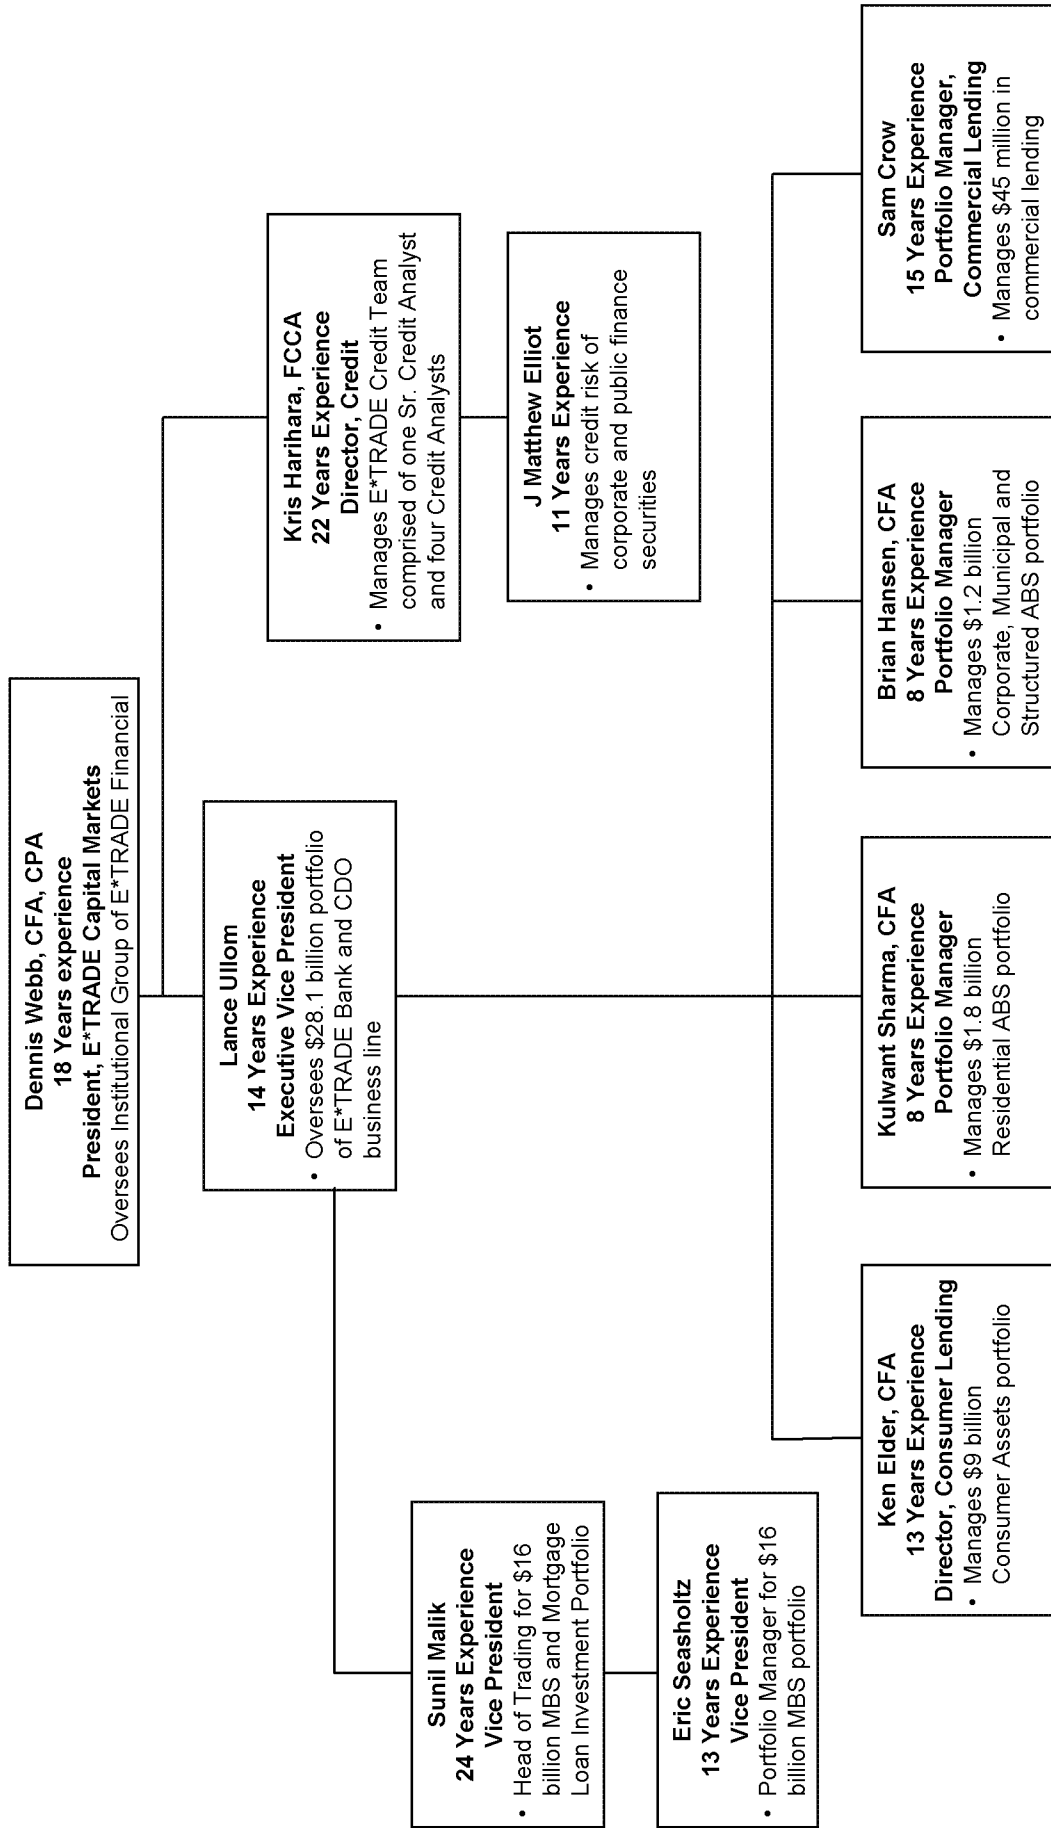 Dennis Webb, CFA, CPA
18 Years experience
President, E*TRADE Capital Markets
Oversees Institutional Group of E*TRADE Financial
Lance Ullom
14 Years Experience
Executive Vice President
• Oversees $28.1 billion portfolio
of E*TRADE Bank and CDO
business line
Kris Harihara, FCCA
22 Years Experience
Director, Credit
• Manages E*TRADE Credit Team
comprised of one Sr. Credit Analyst
and four Credit Analysts
Sunil Malik
24 Years Experience
Vice President
• Head of Trading for $16
billion MBS and Mortgage
Loan Investment Portfolio
J Matthew Elliot
11 Years Experience
• Manages credit risk of
corporate and public finance
securities
Eric Seasholtz
13 Years Experience
Vice President
• Portfolio Manager for $16
billion MBS portfolio
Ken Elder, CFA
13 Years Experience
Director, Consumer Lending
• Manages $9 billion
Consumer Assets portfolio
Kulwant Sharma, CFA
8 Years Experience
Portfolio Manager
• Manages $1.8 billion
Residential ABS portfolio
Brian Hansen, CFA
8 Years Experience
Portfolio Manager
• Manages $1.2 billion
Corporate, Municipal and
Structured ABS portfolio
Sam Crow
15 Years Experience
Portfolio Manager,
Commercial Lending
• Manages $45 million in
commercial lending